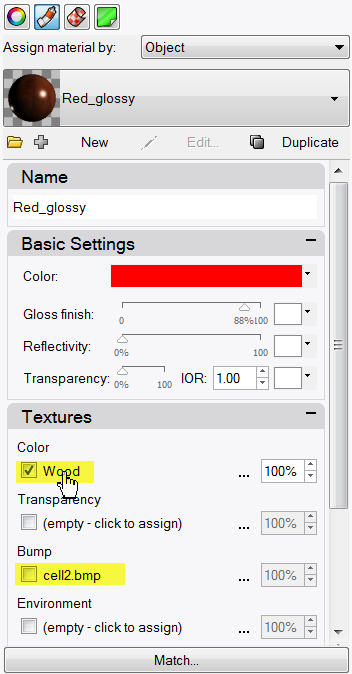 Assign material by: Object
Red_glossy
New Edit... Duplicate
Name
Red_glossy
Basic Settings
Color:
Gloss finish:
0 88%100
Reflectivity:
0% 100
Transparency: IOR: 1.00
0% 100
Textures
Color
Wood ... 100%
Transparency
(empty - click to assign) ... 100%
Bump
cell2.bmp ... 100%
Environment
(empty - click to assign) ... 100%
Match...